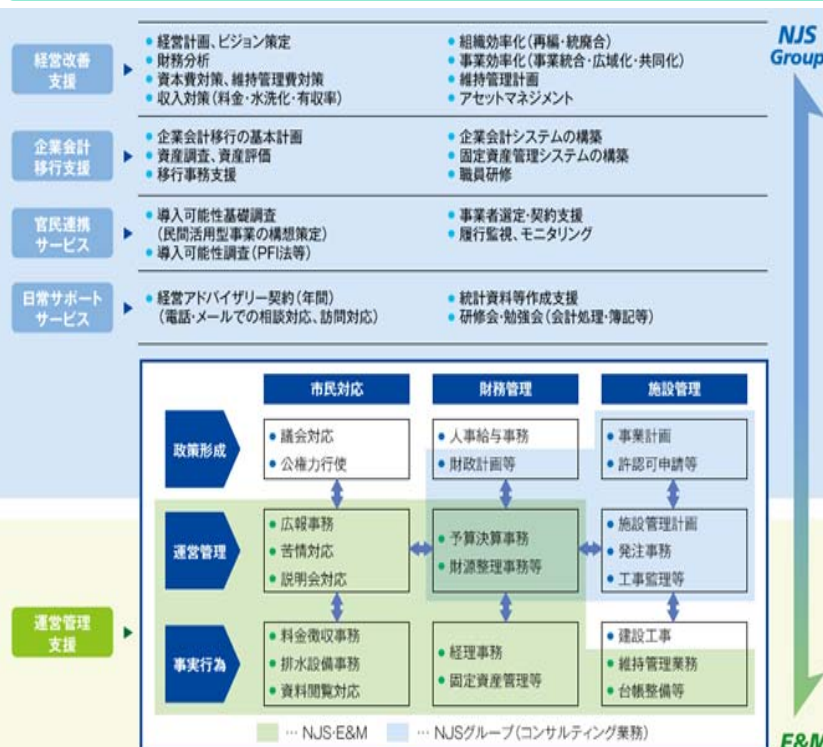 NJS
Group
経営改善
支援
• 経営計画、ビジョン策定
• 財務分析
• 資本費対策、維持管理費対策
• 収入対策(料金・水洗化・有収率)
• 組織効率化(再編・統廃合)
• 事業効率化(事業統合・広域化・共同化)
• 維持管理計画
• アセットマネジメント
企業会計
移行支援
• 企業会計移行の基本計画
• 資産調査、資産評価
• 移行事務支援
• 企業会計システムの構築
• 固定資産管理システムの構築
• 職員研修
官民連携
サービス
• 導入可能性基礎調査
(民間活用型事業の構想策定)
• 導入可能性調査(PFI法等)
• 事業者選定・契約支援
• 履行監視、モニタリング
日常サポート
サービス
• 経営アドバイザリー契約(年間)
(電話・メールでの相談対応、訪問対応)
• 統計資料等作成支援
• 研修会・勉強会(会計処理・簿記等)
運営管理
支援
市民対応
財務管理
施設管理
政策形成
• 議会対応
• 公権力行使
• 人事給与事務
• 財政計画等
• 事業計画
• 許認可申請等
運営管理
• 広報事務
• 苦情対応
• 説明会対応
• 予算決算事務
• 財源整理事務等
• 施設管理計画
• 発注事務
• 工事監理等
事実行為
• 料金徴収事務
• 排水設備事務
• 資料閲覧対応
• 経理事務
• 固定資産管理等
• 建設工事
• 維持管理業務
• 台帳整備等
… NJS・E&M
… NJSグループ(コンサルティング業務)
E&M